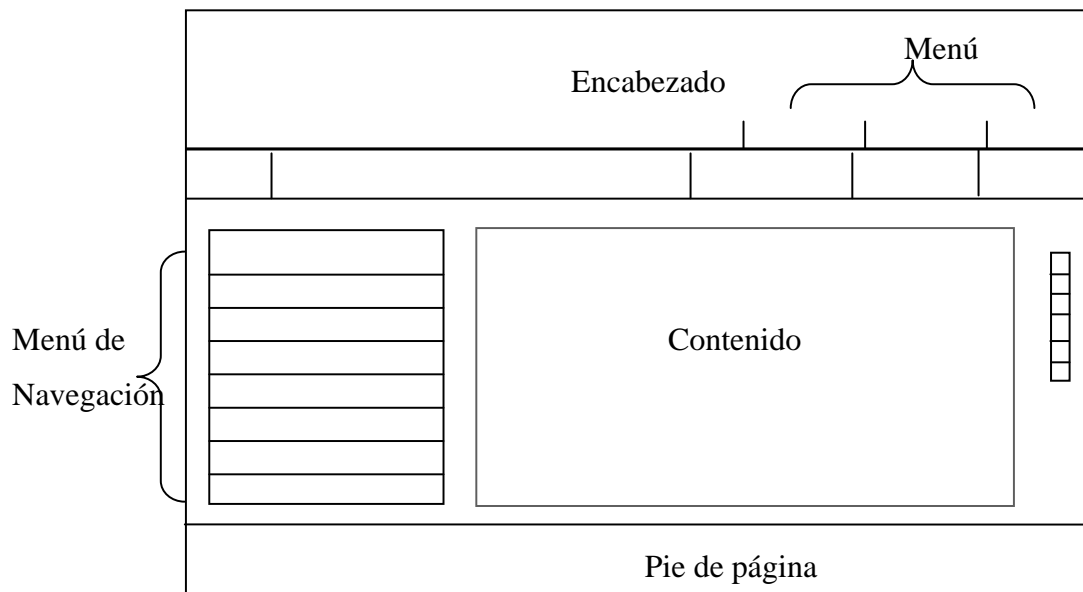 Menú
Encabezado
Menú de
Navegación
Contenido
Pie de página